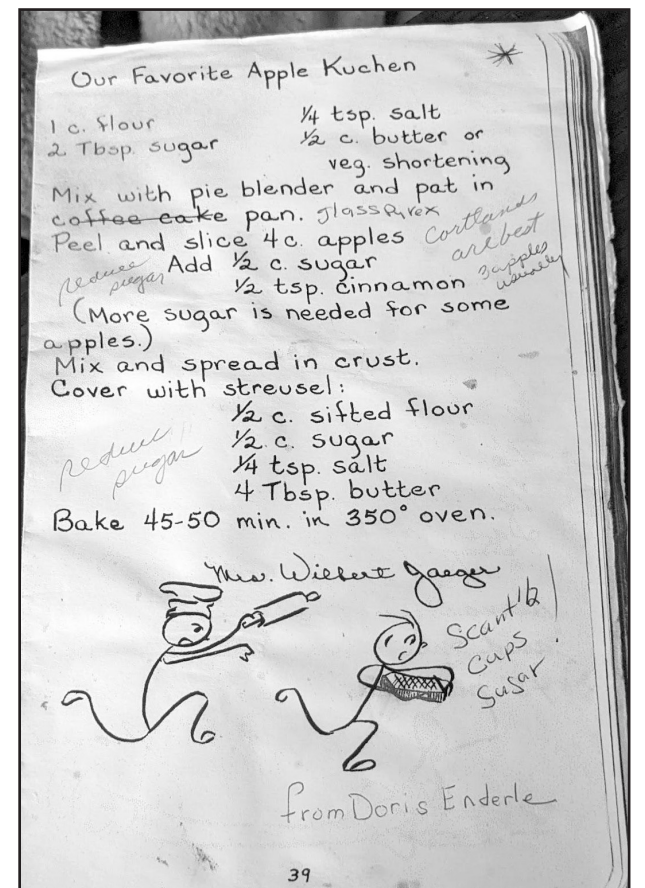 Our Favorite Apple Kuchen
1 c. flour
2 Tbsp. sugar
1/4 tsp. salt
1/2 c. butter or
veg. shortening
Mix with pie blender and pat in
coffee cake pan. glass Pyrex
Peel and slice 4 c. apples Cortlands
are best
reduce
sugar
Add 1/2 c. sugar
1/2 tsp. cinnamon
3 apples
usually
(More sugar is needed for some
apples.)
Mix and spread in crust.
Cover with streusel:
1/2 c. sifted flour
1/2 c. sugar
1/4 tsp. salt
4 Tbsp. butter
reduce
sugar
Bake 45-50 min. in 350° oven.
Mrs. Wilbert Jaeger
Scant 1/2
Cups
Sugar
from Doris Enderle
39